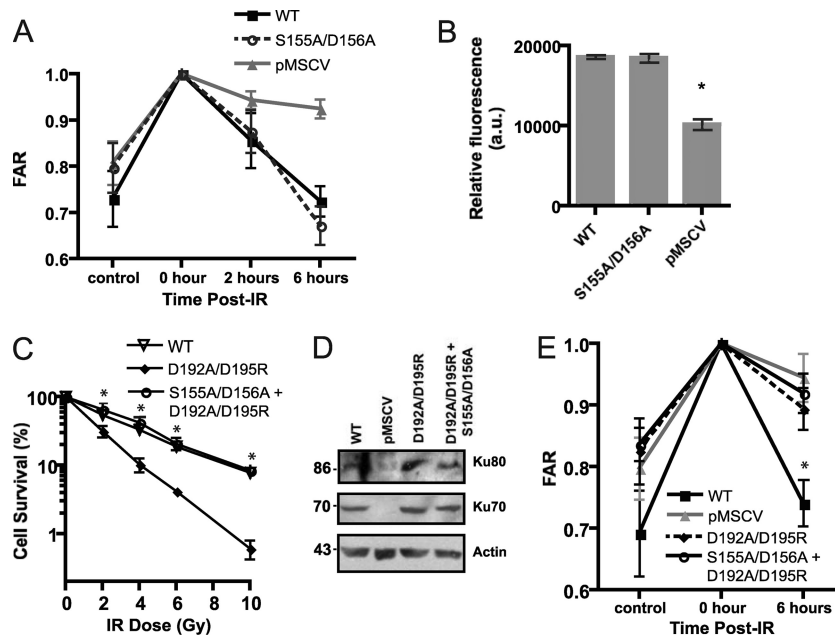 A
WT
S155A/D156A
pMSCV
FAR
1.0
0.9
0.8
0.7
0.6
control
0 hour
2 hours
6 hours
Time Post-IR
B
Relative fluorescence
(a.u.)
20000
10000
0
*
WT
S155A/D156A
pMSCV
C
WT
D192A/D195R
S155A/D156A +
D192A/D195R
Cell Survival (%)
100
10
1
* * * *
0 2 4 6 8 10
IR Dose (Gy)
D
WT
pMSCV
D192A/D195R
D192A/D195R +
S155A/D156A
86
Ku80
70
Ku70
43
Actin
E
FAR
1.0
0.9
0.8
0.7
0.6
*
WT
pMSCV
D192A/D195R
S155A/D156A +
D192A/D195R
control
0 hour
6 hours
Time Post-IR